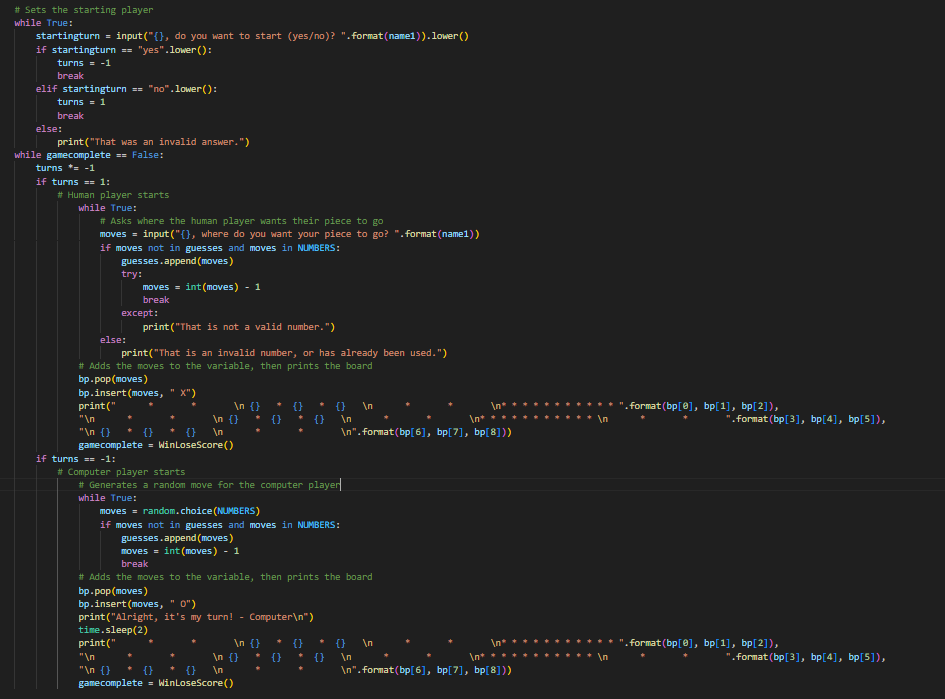 # Sets the starting player
while True:
    startingturn = input("{}, do you want to start (yes/no)? ".format(name1)).lower()
    if startingturn == "yes".lower():
        turns = -1
        break
    elif startingturn == "no".lower():
        turns = 1
        break
    else:
        print("That was an invalid answer.")
while gamecomplete == False:
    turns *= -1
    if turns == 1:
        # Human player starts
            while True:
                # Asks where the human player wants their piece to go
                moves = input("{}, where do you want your piece to go? ".format(name1))
                if moves not in guesses and moves in NUMBERS:
                    guesses.append(moves)
                    try:
                        moves = int(moves) - 1
                        break
                    except:
                        print("That is not a valid number.")
                else:
                    print("That is an invalid number, or has already been used.")
            # Adds the moves to the variable, then prints the board
            bp.pop(moves)
            bp.insert(moves, " X")
            print("      *       *       \n {}   *  {}  *  {}   \n      *       *       \n* * * * * * * * * * * ".format(bp[0], bp[1], bp[2]),
            "\n      *       *       \n {}   *  {}  *  {}   \n      *       *       \n* * * * * * * * * * * \n      *       *       ".format(bp[3], bp[4], bp[5]),
            "\n {}   *  {}  *  {}   \n      *       *       \n".format(bp[6], bp[7], bp[8]))
            gamecomplete = WinLoseScore()
    if turns == -1:
        # Computer player starts
            # Generates a random move for the computer player
            while True:
                moves = random.choice(NUMBERS)
                if moves not in guesses and moves in NUMBERS:
                    guesses.append(moves)
                    moves = int(moves) - 1
                    break
            # Adds the moves to the variable, then prints the board
            bp.pop(moves)
            bp.insert(moves, " O")
            print("Alright, it's my turn! - Computer\n")
            time.sleep(2)
            print("      *       *       \n {}   *  {}  *  {}   \n      *       *       \n* * * * * * * * * * * ".format(bp[0], bp[1], bp[2]),
            "\n      *       *       \n {}   *  {}  *  {}   \n      *       *       \n* * * * * * * * * * * \n      *       *       ".format(bp[3], bp[4], bp[5]),
            "\n {}   *  {}  *  {}   \n      *       *       \n".format(bp[6], bp[7], bp[8]))
            gamecomplete = WinLoseScore()